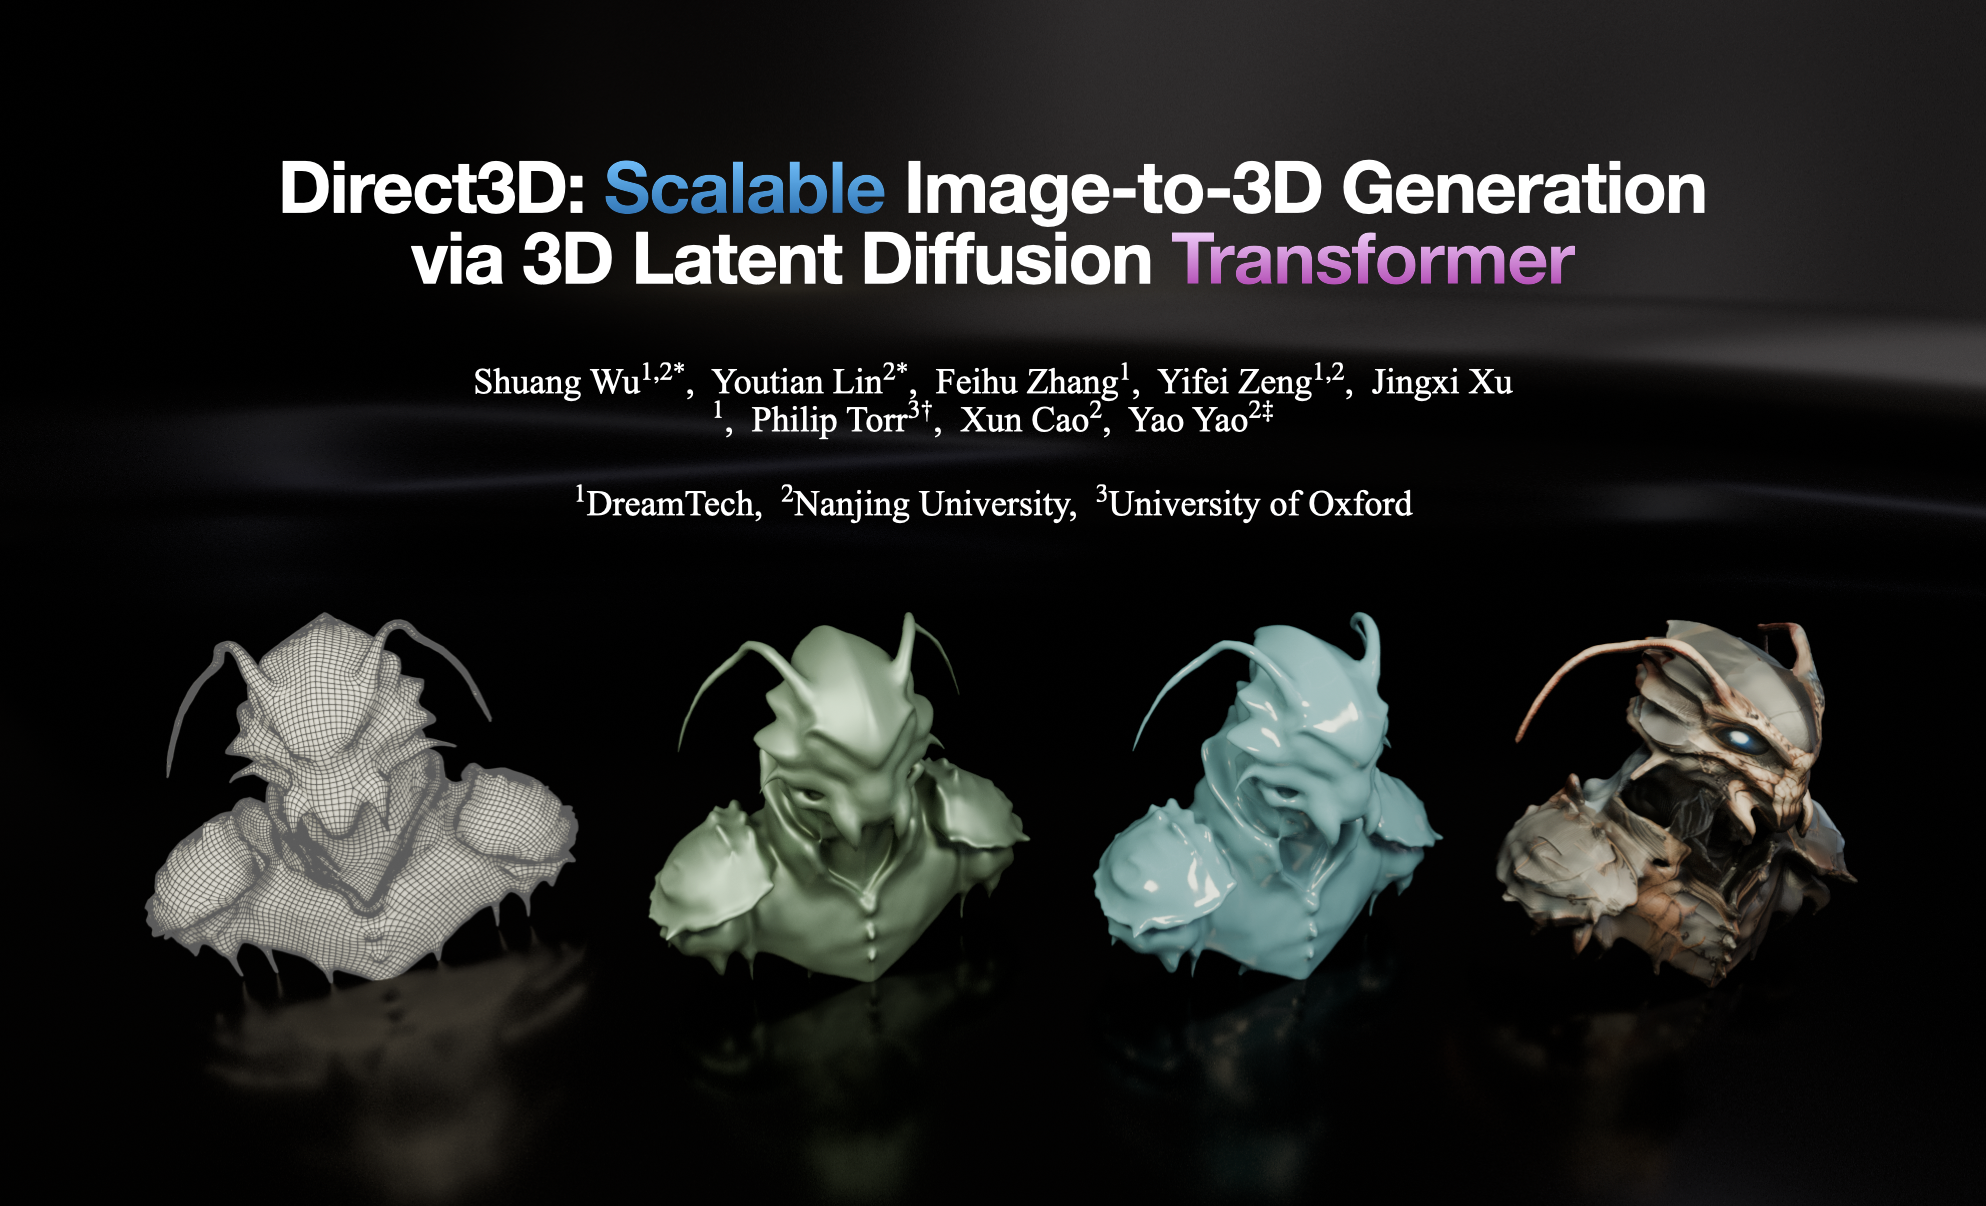 Direct3D: Scalable Image-to-3D Generation
via 3D Latent Diffusion Transformer
Shuang Wu1,2*, Youtian Lin2*, Feihu Zhang1, Yifei Zeng1,2, Jingxi Xu
1, Philip Torr3†, Xun Cao2, Yao Yao2‡
1DreamTech, 2Nanjing University, 3University of Oxford